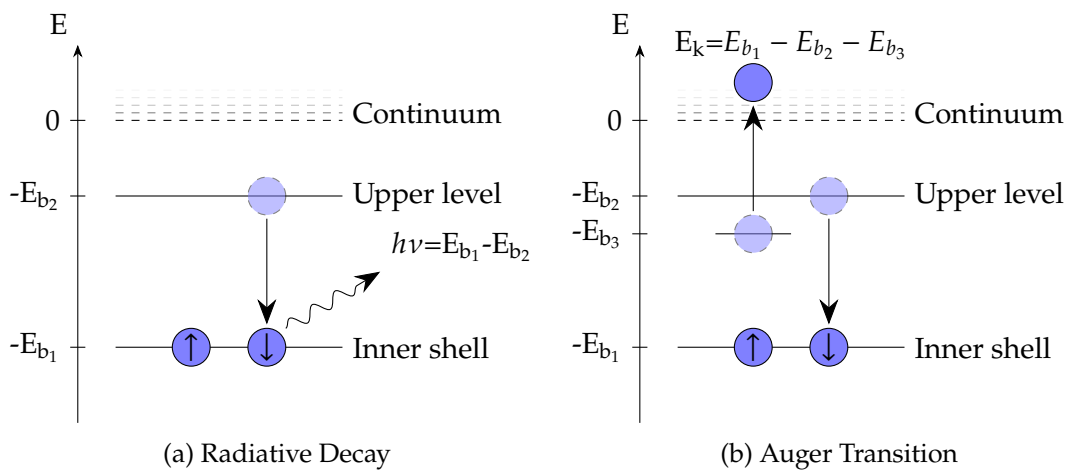 E
0
Continuum
-E_b₂
Upper level
hν=E_b₁-E_b₂
-E_b₁
↑
↓
Inner shell
(a) Radiative Decay
E
E_k=E_b₁ − E_b₂ − E_b₃
0
Continuum
-E_b₂
Upper level
-E_b₃
-E_b₁
↑
↓
Inner shell
(b) Auger Transition